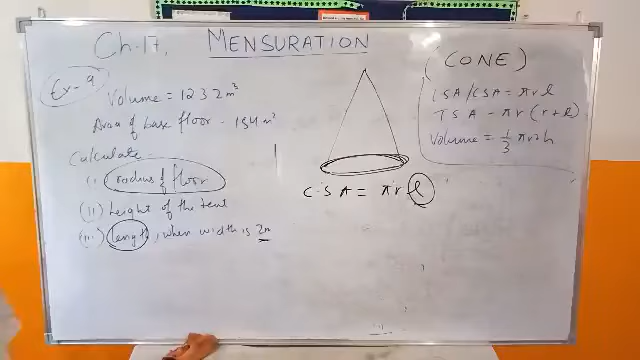 Ch. 17, MENSURATION
Ex-9
Volume = 1232 m³
Area of base floor - 154 m²
Calculate
(i) radius of floor
(ii) height of the tent
(iii) length, when width is 2m
C.S.A = πrl
(CONE)
LSA/CSA = πrl
TSA - πr(r+l)
Volume = 1/3 πr²h